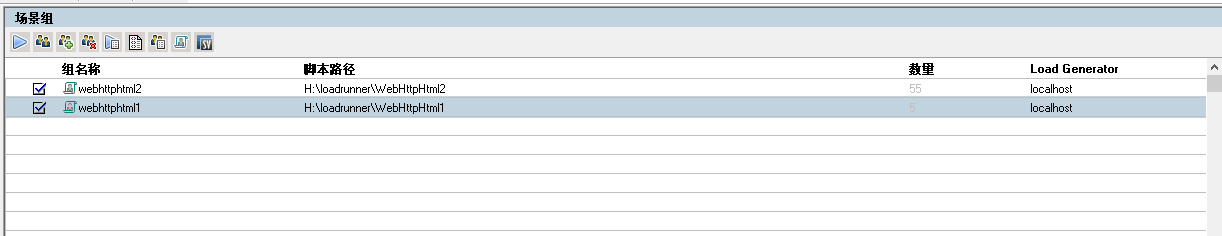 场景组
SV
组名称 脚本路径 数量 Load Generator
webhttphtml2 H:\loadrunner\WebHttpHtml2 55 localhost
webhttphtml1 H:\loadrunner\WebHttpHtml1 5 localhost